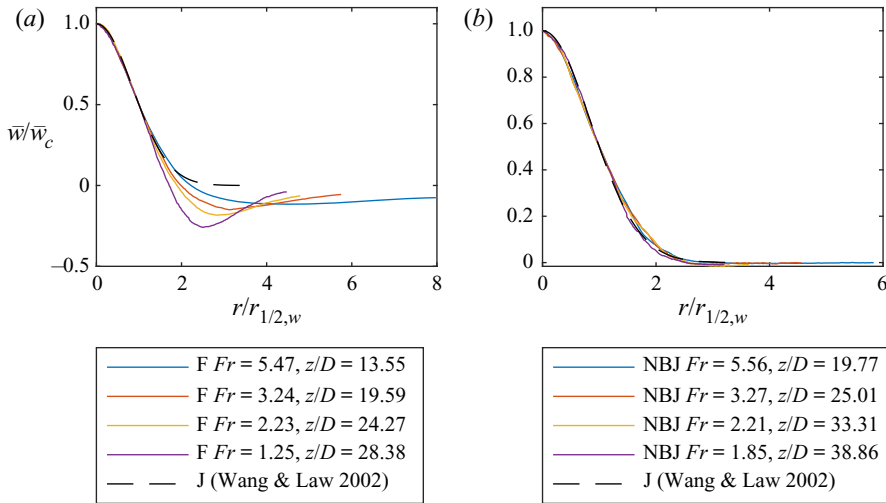 (a)
1.0
0.5
w̅/w̅c
0
−0.5
0 2 4 6 8
r/r1/2,w
F Fr = 5.47, z/D = 13.55
F Fr = 3.24, z/D = 19.59
F Fr = 2.23, z/D = 24.27
F Fr = 1.25, z/D = 28.38
J (Wang & Law 2002)
(b)
1.0
0.8
0.6
0.4
0.2
0
0 2 4 6
r/r1/2,w
NBJ Fr = 5.56, z/D = 19.77
NBJ Fr = 3.27, z/D = 25.01
NBJ Fr = 2.21, z/D = 33.31
NBJ Fr = 1.85, z/D = 38.86
J (Wang & Law 2002)